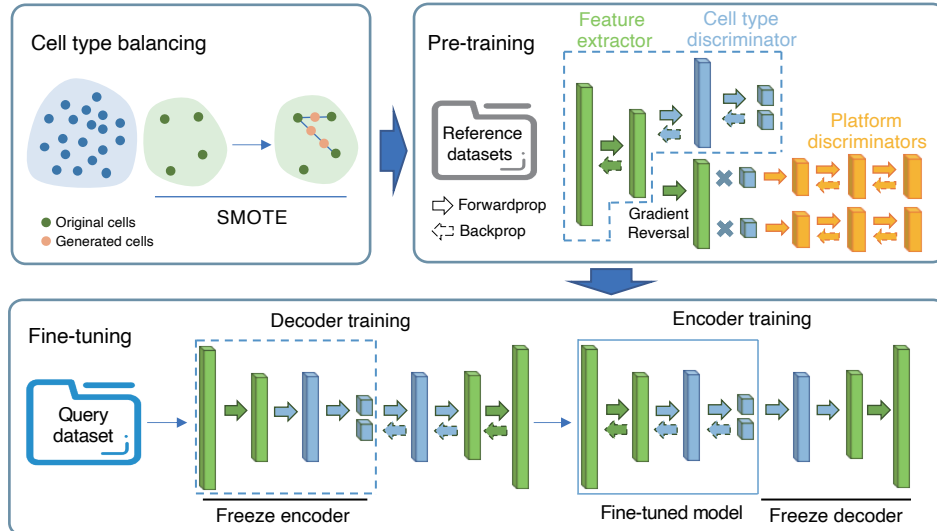 Cell type balancing
Original cells
Generated cells
SMOTE
Pre-training
Feature
extractor
Cell type
discriminator
Reference
datasets
Platform
discriminators
Forwardprop
Backprop
Gradient
Reversal
Fine-tuning
Decoder training
Encoder training
Query
dataset
Freeze encoder
Fine-tuned model
Freeze decoder